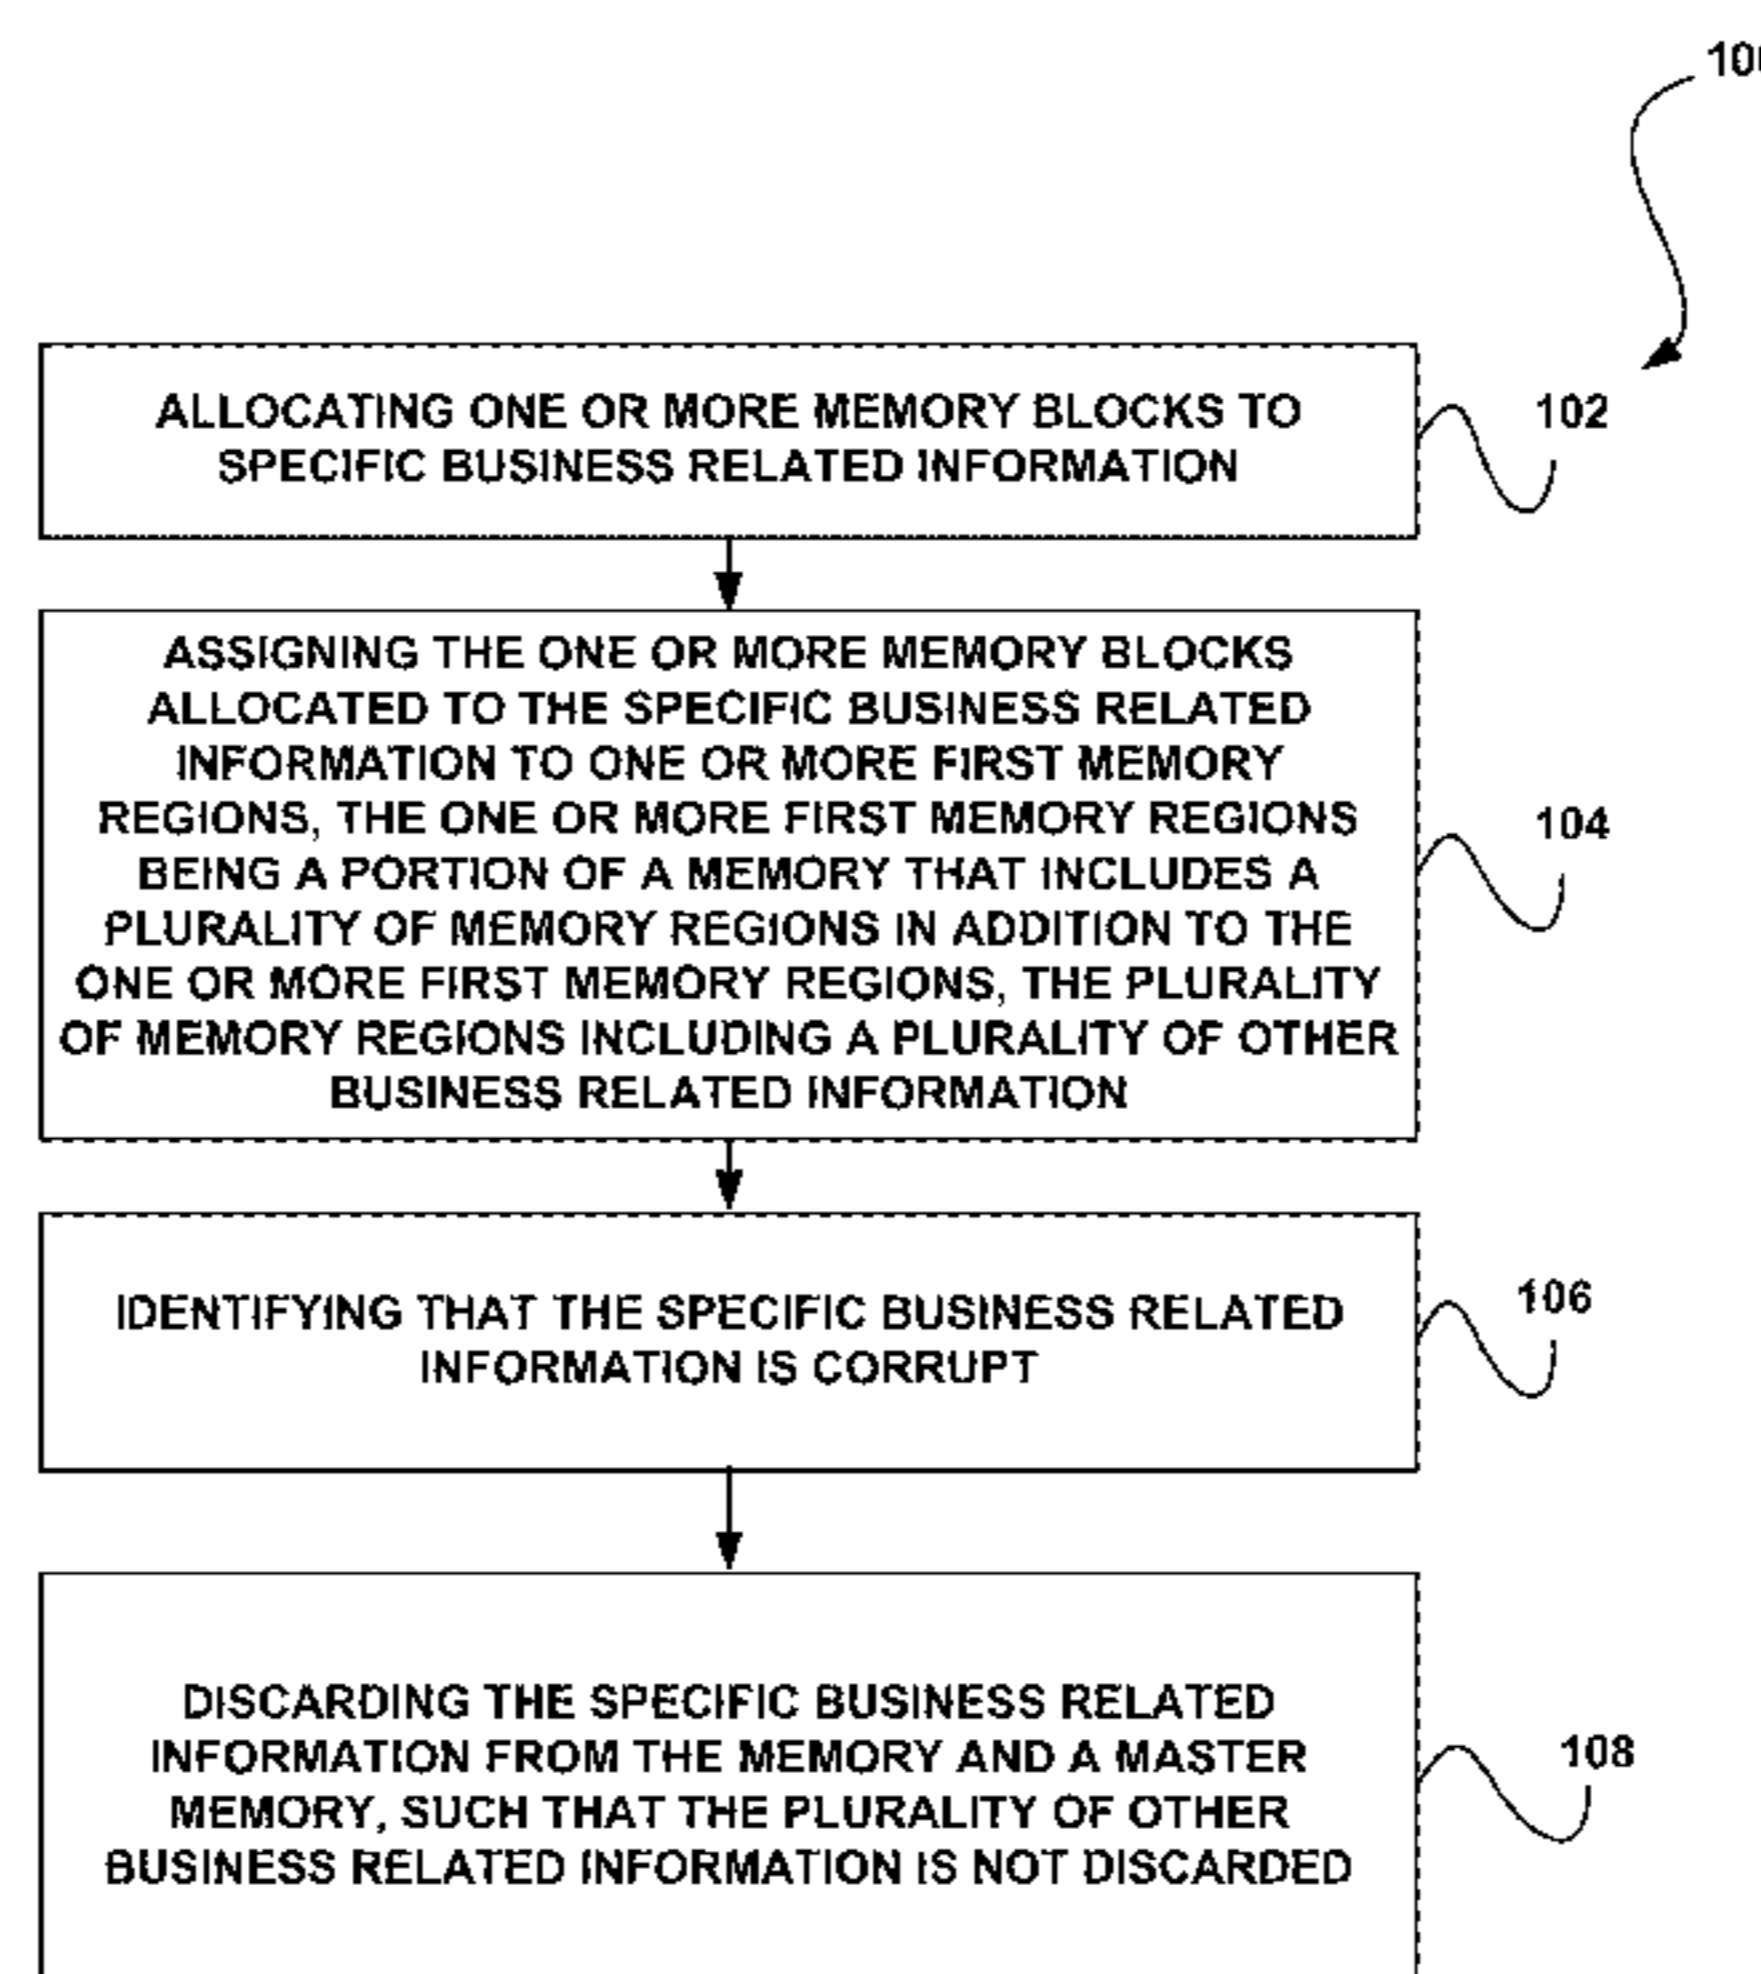 ALLOCATING ONE OR MORE MEMORY BLOCKS TO
SPECIFIC BUSINESS RELATED INFORMATION
102
ASSIGNING THE ONE OR MORE MEMORY BLOCKS
ALLOCATED TO THE SPECIFIC BUSINESS RELATED
INFORMATION TO ONE OR MORE FIRST MEMORY
REGIONS, THE ONE OR MORE FIRST MEMORY REGIONS
BEING A PORTION OF A MEMORY THAT INCLUDES A
PLURALITY OF MEMORY REGIONS IN ADDITION TO THE
ONE OR MORE FIRST MEMORY REGIONS, THE PLURALITY
OF MEMORY REGIONS INCLUDING A PLURALITY OF OTHER
BUSINESS RELATED INFORMATION
104
IDENTIFYING THAT THE SPECIFIC BUSINESS RELATED
INFORMATION IS CORRUPT
106
DISCARDING THE SPECIFIC BUSINESS RELATED
INFORMATION FROM THE MEMORY AND A MASTER
MEMORY, SUCH THAT THE PLURALITY OF OTHER
BUSINESS RELATED INFORMATION IS NOT DISCARDED
108